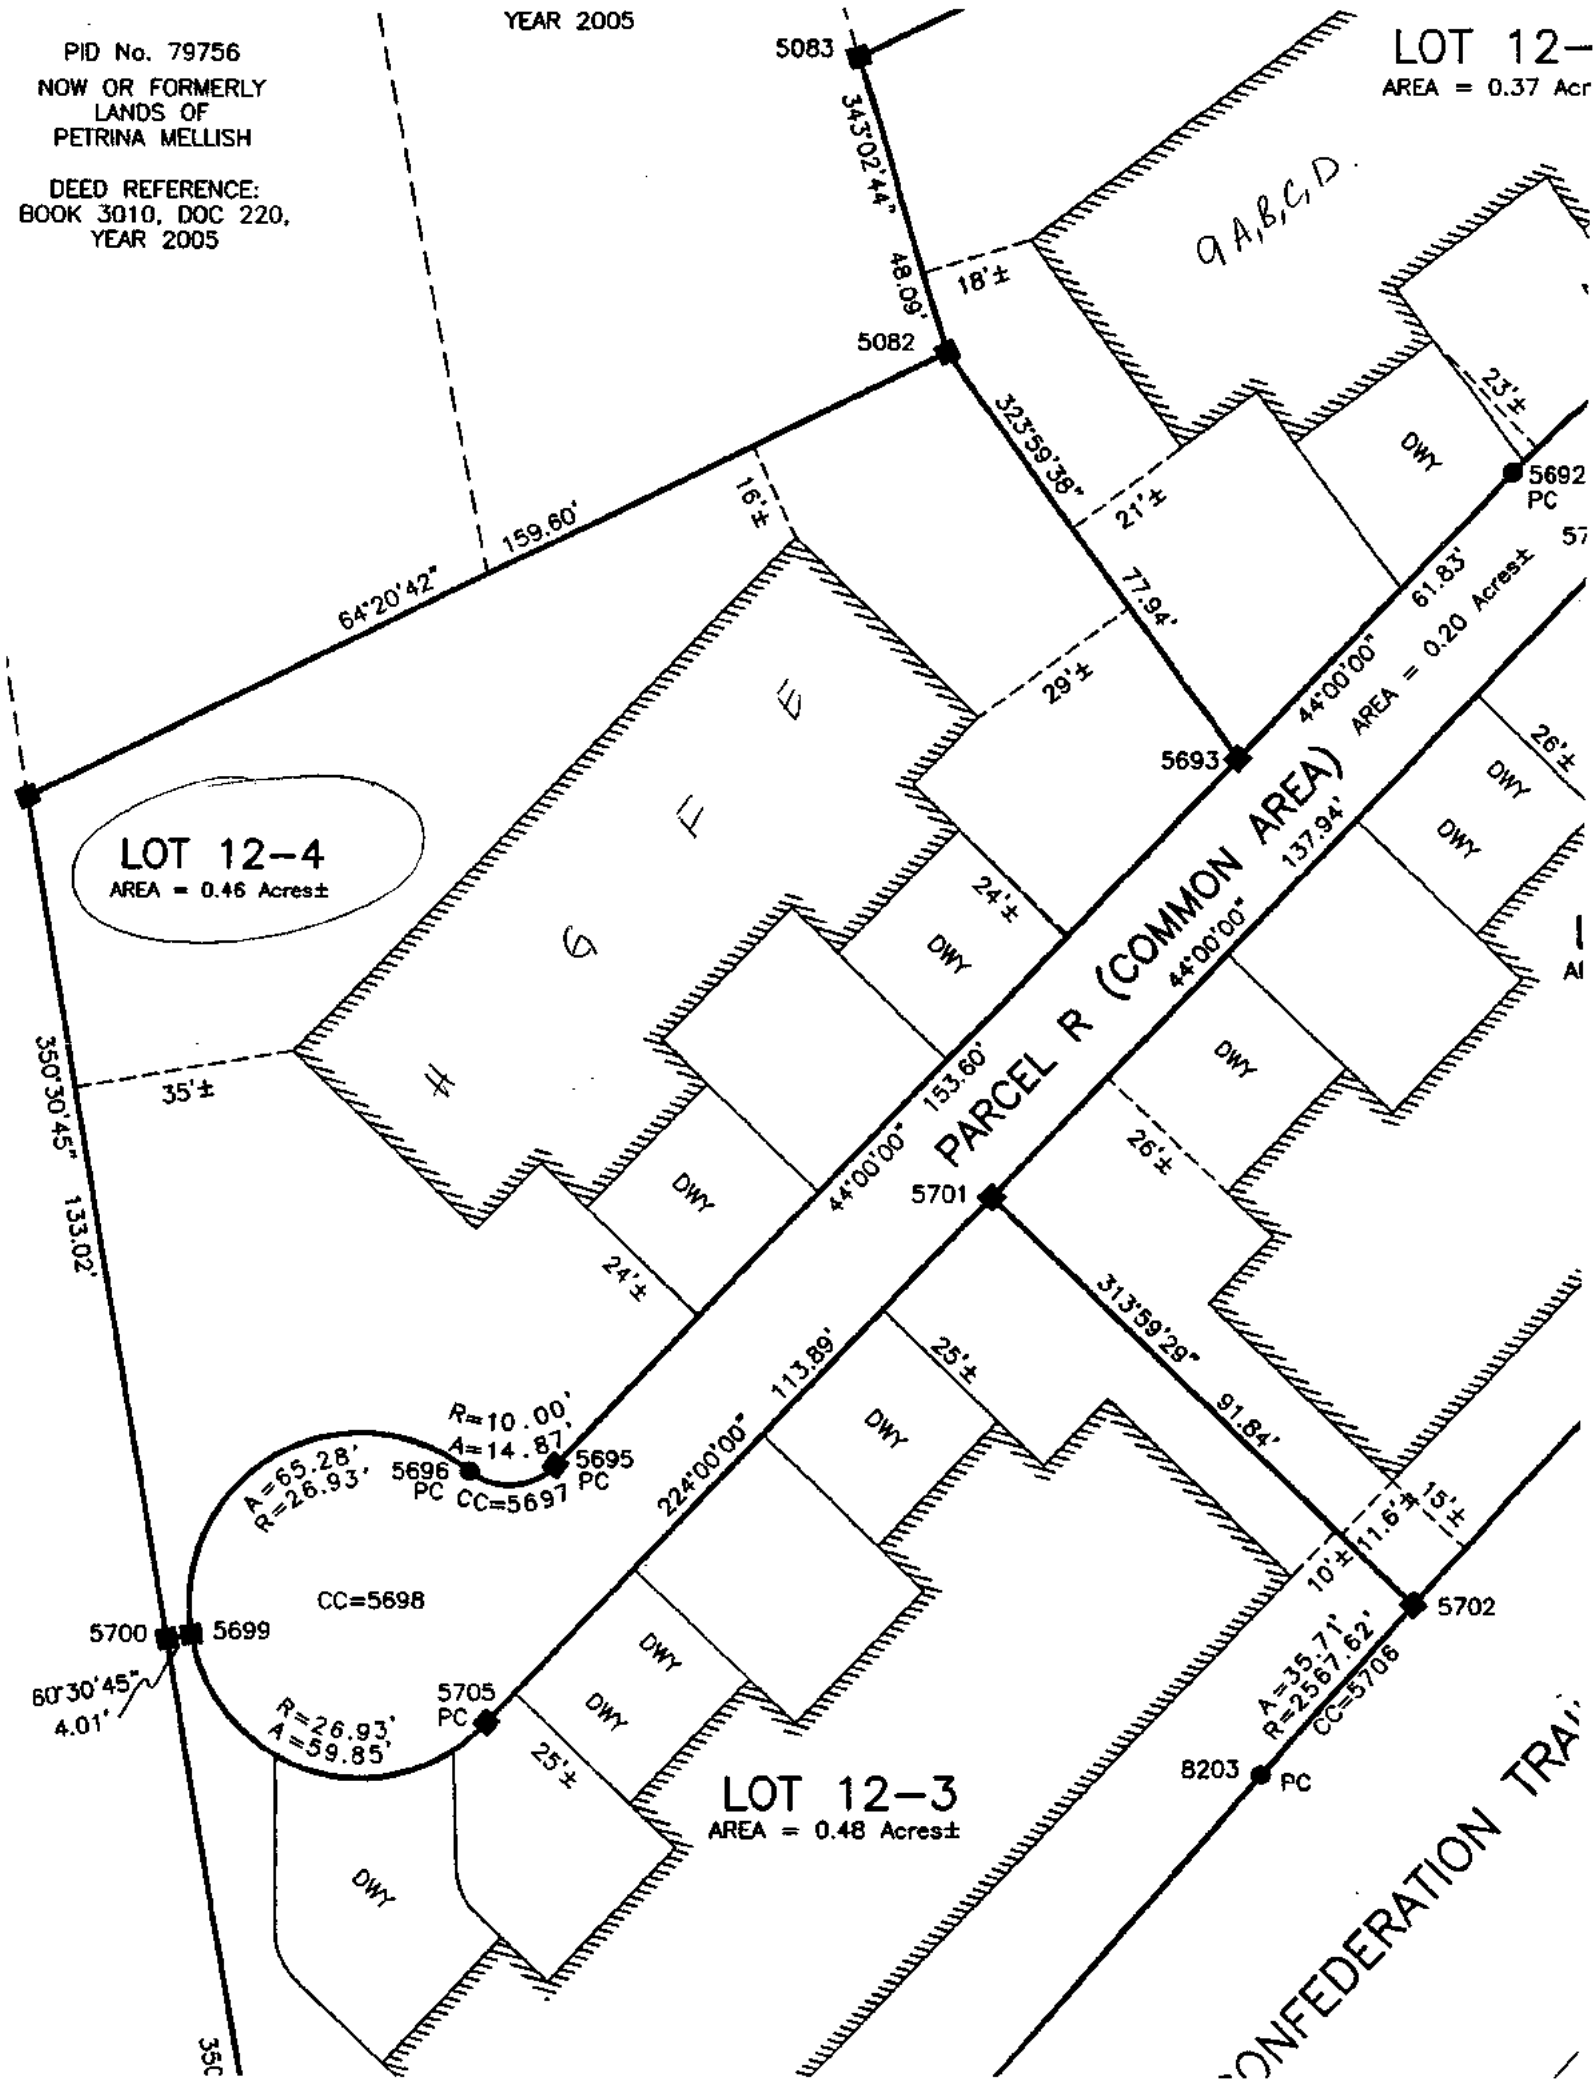 PID No. 79756
NOW OR FORMERLY
LANDS OF
PETRINA MELLISH
DEED REFERENCE:
BOOK 3010, DOC 220,
YEAR 2005
YEAR 2005
5083
343°02'44"
48.09'
5082
18'±
LOT 12-
AREA = 0.37 Acr
9 A,B,C,D.
23'±
DWY
5692
PC
57
323°59'38"
77.94'
21'±
29'±
16'±
159.60'
64°20'42"
61.83'
44°00'00"
AREA = 0.20 Acres±
5693
E
F
G
H
LOT 12-4
AREA = 0.46 Acres±
35'±
350°30'45"
133.02'
24'±
DWY
DWY
24'±
153.60'
44°00'00"
PARCEL R (COMMON AREA)
137.94'
44°00'00"
26'±
DWY
DWY
DWY
26'±
L
AI
5701
313°59'29"
91.84'
R=10.00'
A=14.87'
5695
PC
5696
PC
CC=5697
A=65.28'
R=26.93'
CC=5698
5700
5699
60°30'45"
4.01'
R=26.93'
A=59.85'
5705
PC
113.89'
224°00'00"
25'±
DWY
DWY
DWY
25'±
DWY
LOT 12-3
AREA = 0.48 Acres±
10'±
11.6'±
15'±
5702
A=35.71'
R=2567.62'
CC=5706
8203
PC
ONFEDERATION TRAI
350